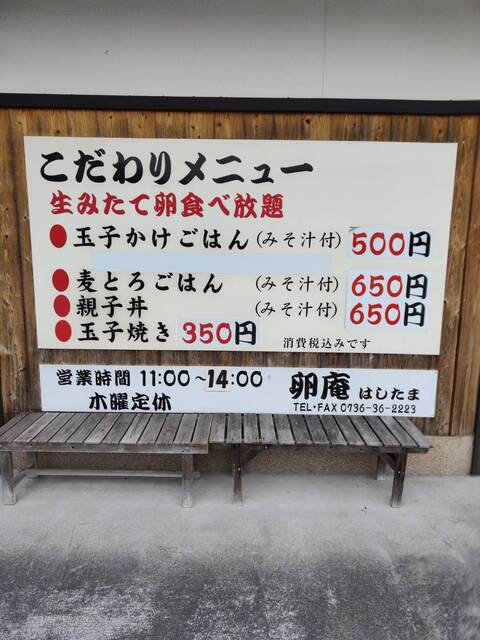 こだわりメニュー
生みたて卵食べ放題
●玉子かけごはん(みそ汁付) 500円
●麦とろごはん(みそ汁付) 650円
●親子丼(みそ汁付) 650円
●玉子焼き 350円 消費税込みです
営業時間 11:00~14:00 卵庵 はしたま
木曜定休 TEL・FAX 0736-36-2223